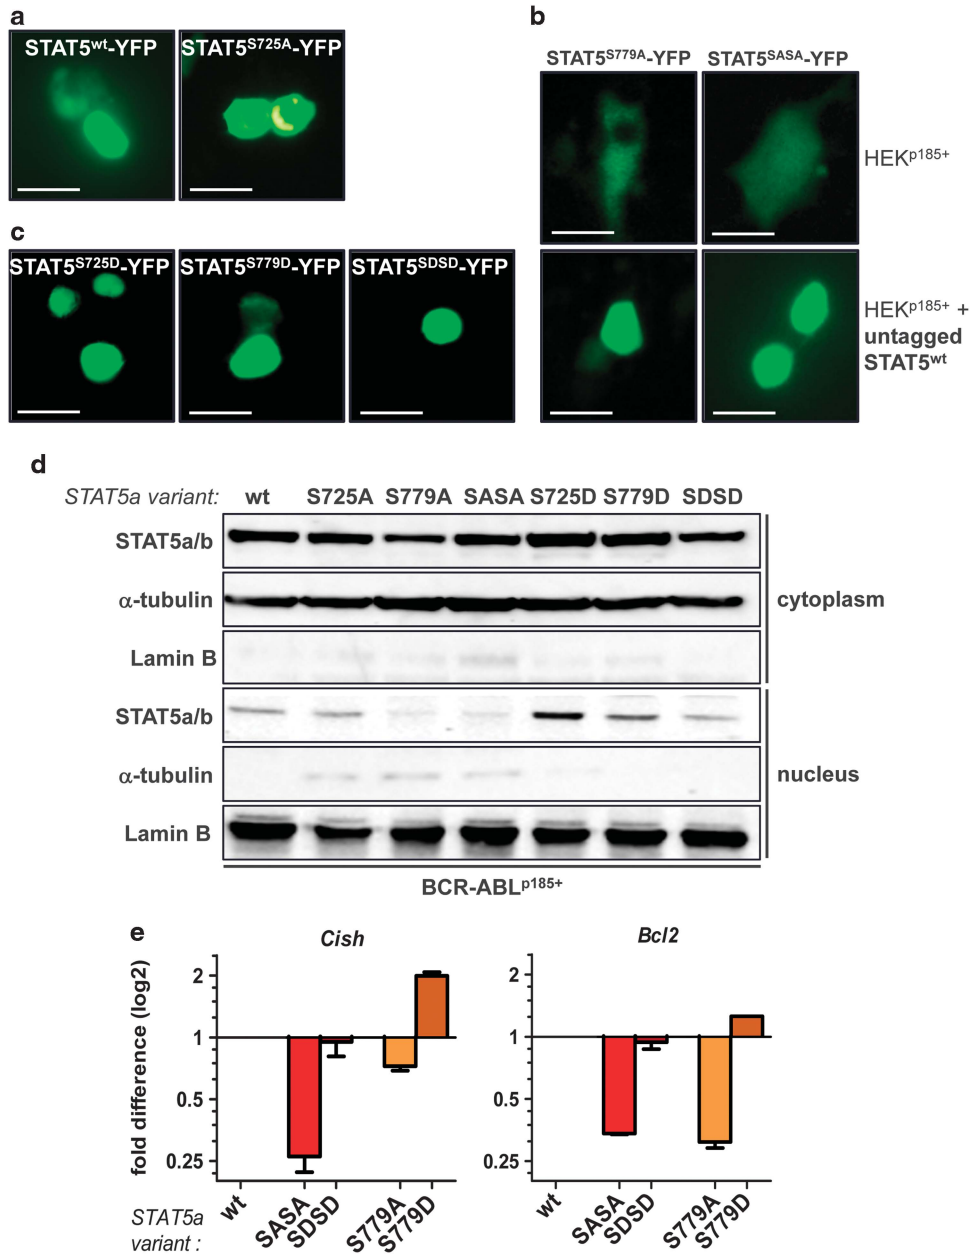 a
STAT5wt-YFP STAT5S725A-YFP
b
STAT5S779A-YFP STAT5SASA-YFP
HEKp185+
HEKp185+ +
untagged
STAT5wt
c
STAT5S725D-YFP STAT5S779D-YFP STAT5SDSD-YFP
d
STAT5a variant: wt S725A S779A SASA S725D S779D SDSD
STAT5a/b
α-tubulin
Lamin B
cytoplasm
STAT5a/b
α-tubulin
Lamin B
nucleus
BCR-ABLp185+
e
Cish
fold difference (log2)
2
1
0.5
0.25
wt SASA SDSD S779A S779D
STAT5a
variant :
Bcl2
2
1
0.5
0.25
wt SASA SDSD S779A S779D